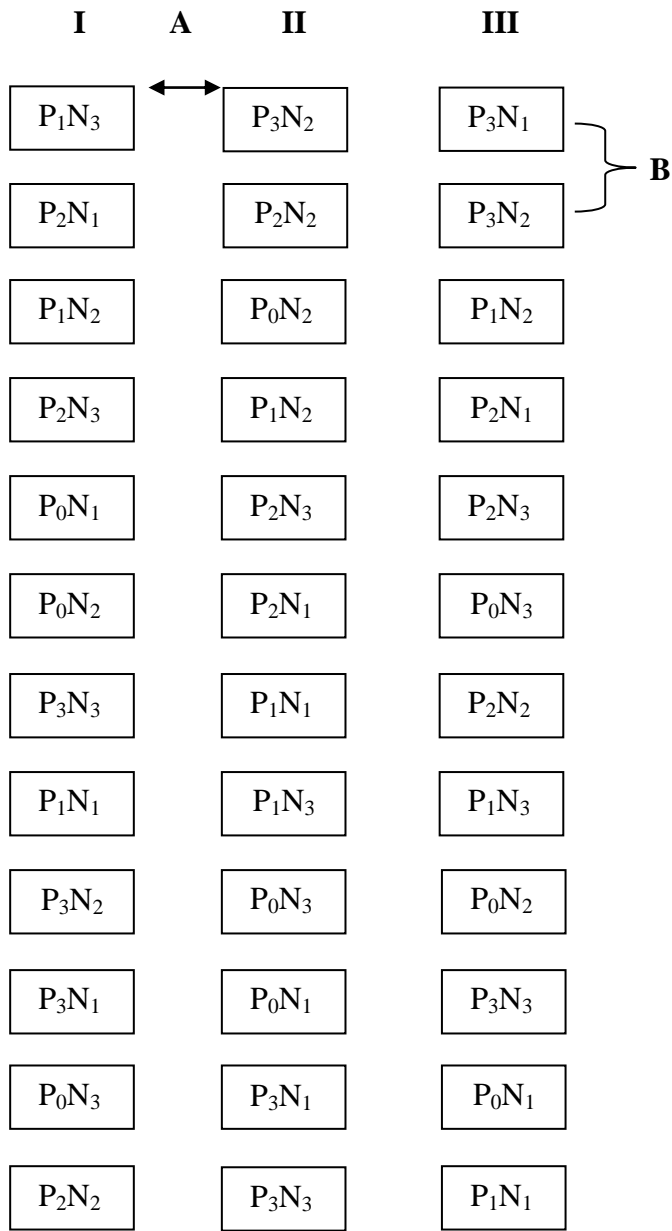 I A II III
P₁N₃ P₃N₂ P₃N₁
B
P₂N₁ P₂N₂ P₃N₂
P₁N₂ P₀N₂ P₁N₂
P₂N₃ P₁N₂ P₂N₁
P₀N₁ P₂N₃ P₂N₃
P₀N₂ P₂N₁ P₀N₃
P₃N₃ P₁N₁ P₂N₂
P₁N₁ P₁N₃ P₁N₃
P₃N₂ P₀N₃ P₀N₂
P₃N₁ P₀N₁ P₃N₃
P₀N₃ P₃N₁ P₀N₁
P₂N₂ P₃N₃ P₁N₁